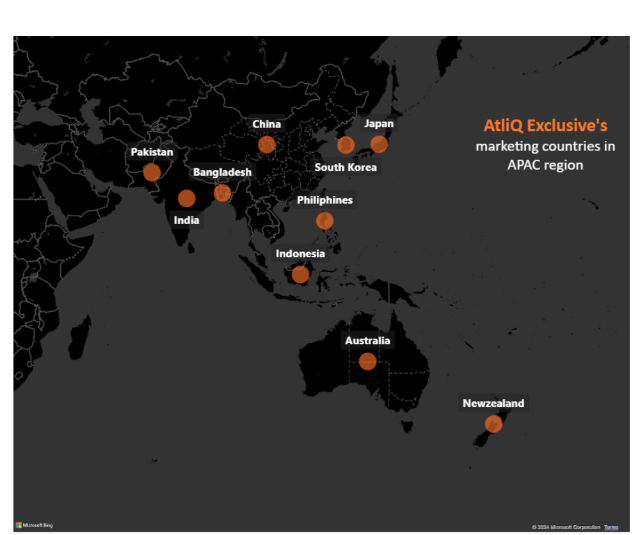 AtliQ Exclusive's
marketing countries in
APAC region
China
Japan
Pakistan
South Korea
Bangladesh
Philiphines
India
Indonesia
Australia
Newzealand
Microsoft Bing
© 2024 Microsoft Corporation Terms